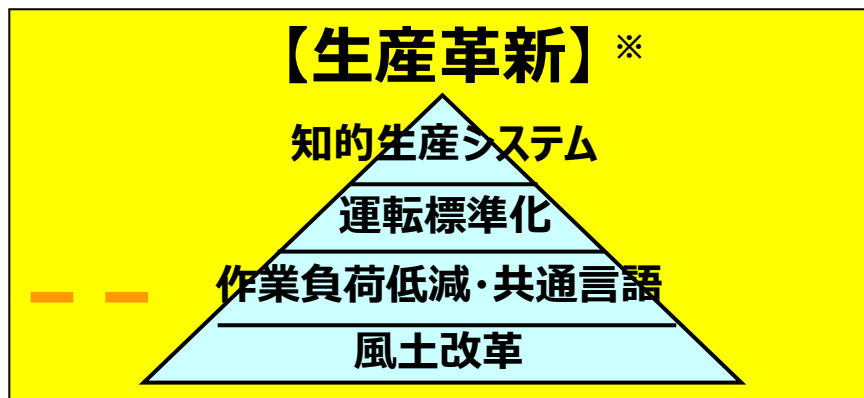 【生産革新】※
知的生産システム
運転標準化
作業負荷低減･共通言語
風土改革